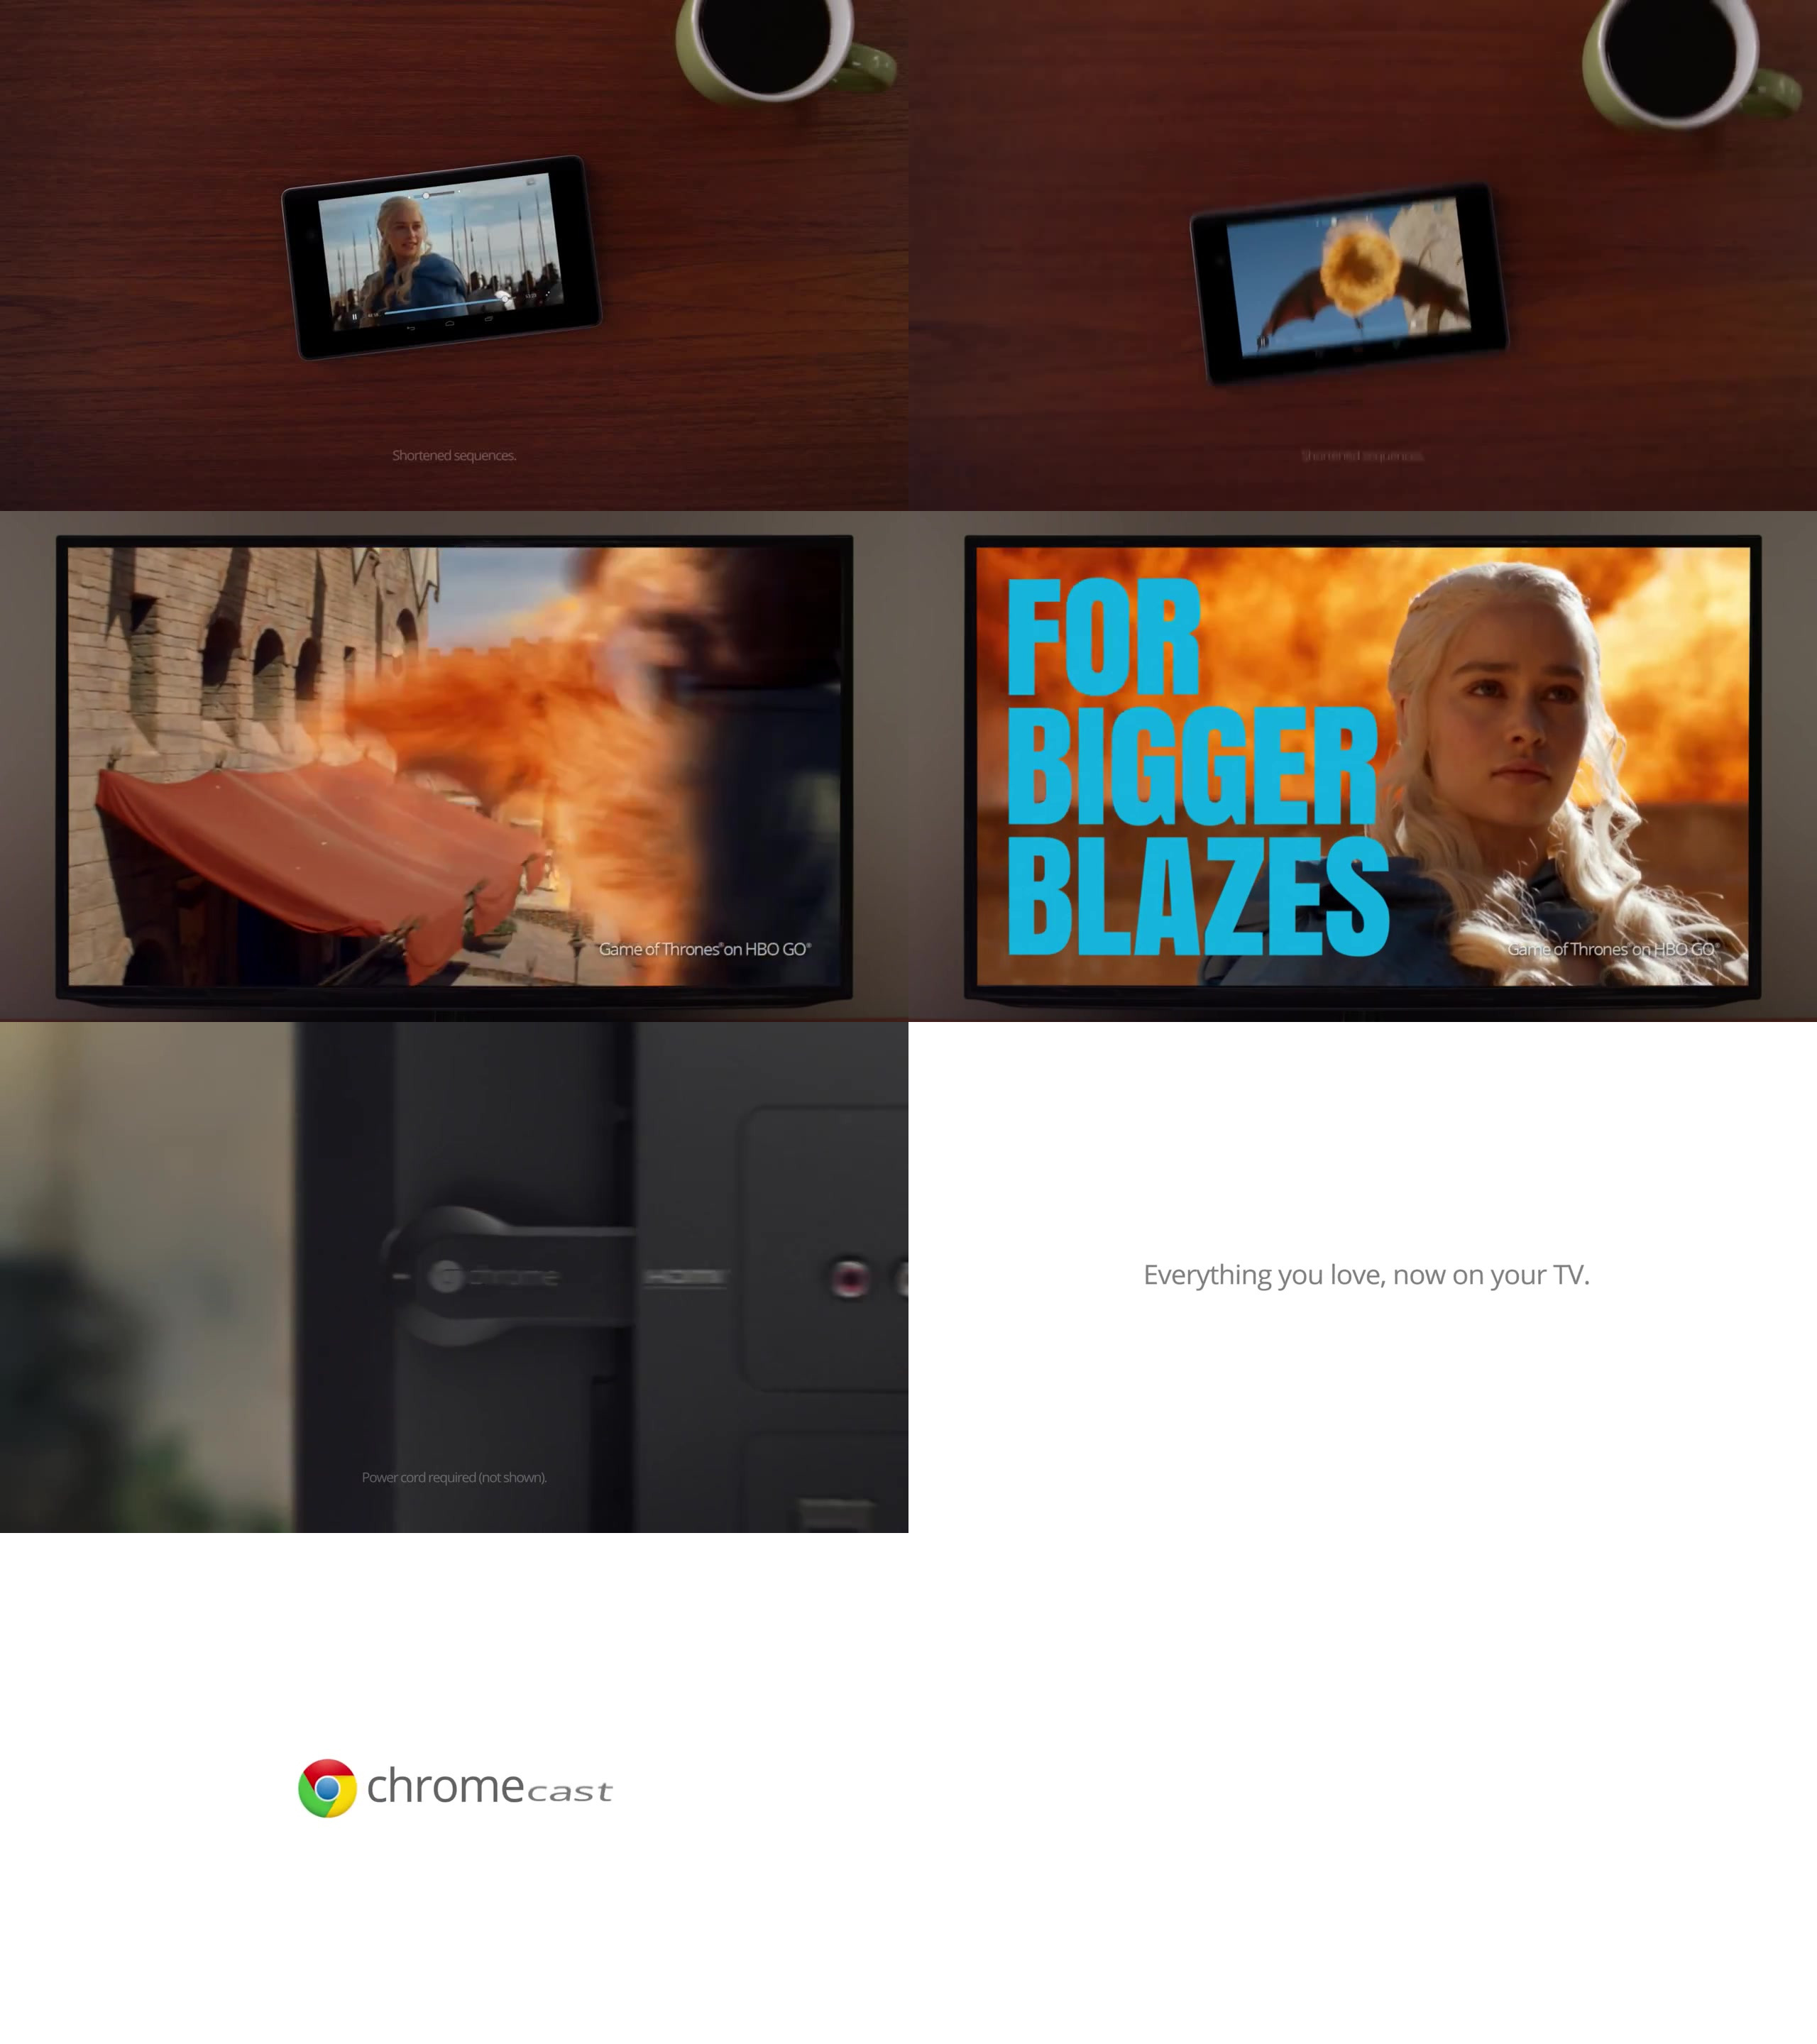 Shortened sequences.
Shortened sequences.
Game of Thrones® on HBO GO®
FOR
BIGGER
BLAZES
Game of Thrones on HBO GO®
chrome
HDMI
Power cord required (not shown).
Everything you love, now on your TV.
chromecast